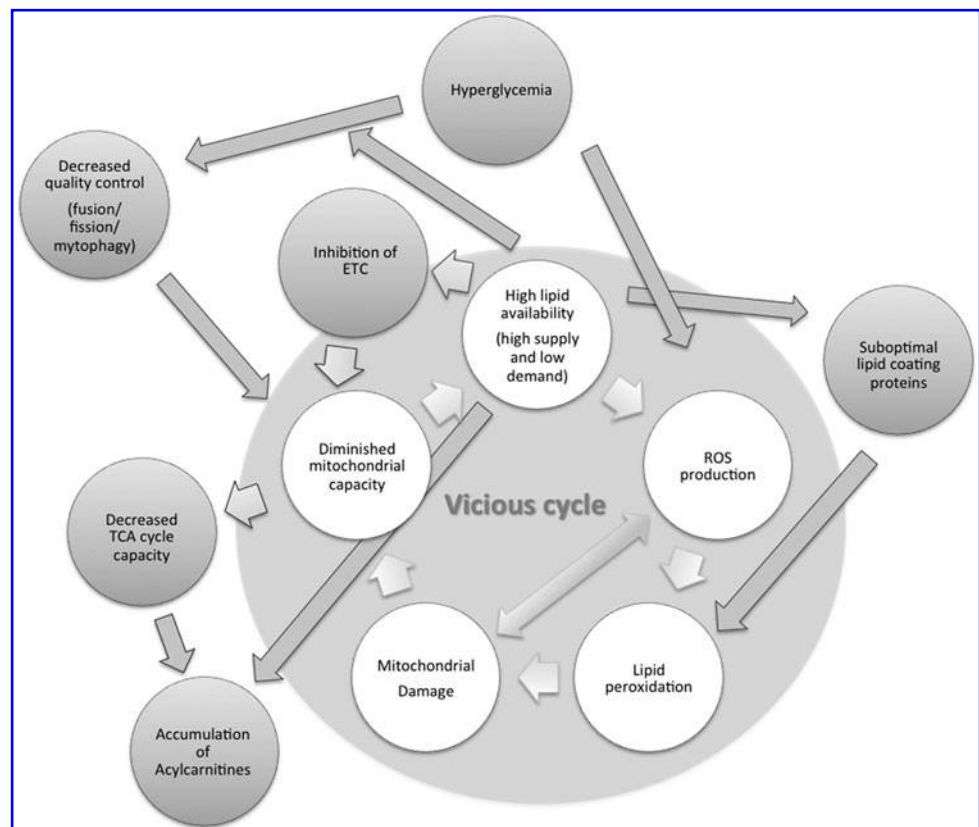 Hyperglycemia
Decreased
quality control
(fusion/
fission/
mytophagy)
Inhibition of
ETC
High lipid
availability
(high supply
and low
demand)
Suboptimal
lipid coating
proteins
Diminished
mitochondrial
capacity
ROS
production
Vicious cycle
Decreased
TCA cycle
capacity
Mitochondrial
Damage
Lipid
peroxidation
Accumulation
of
Acylcarnitines